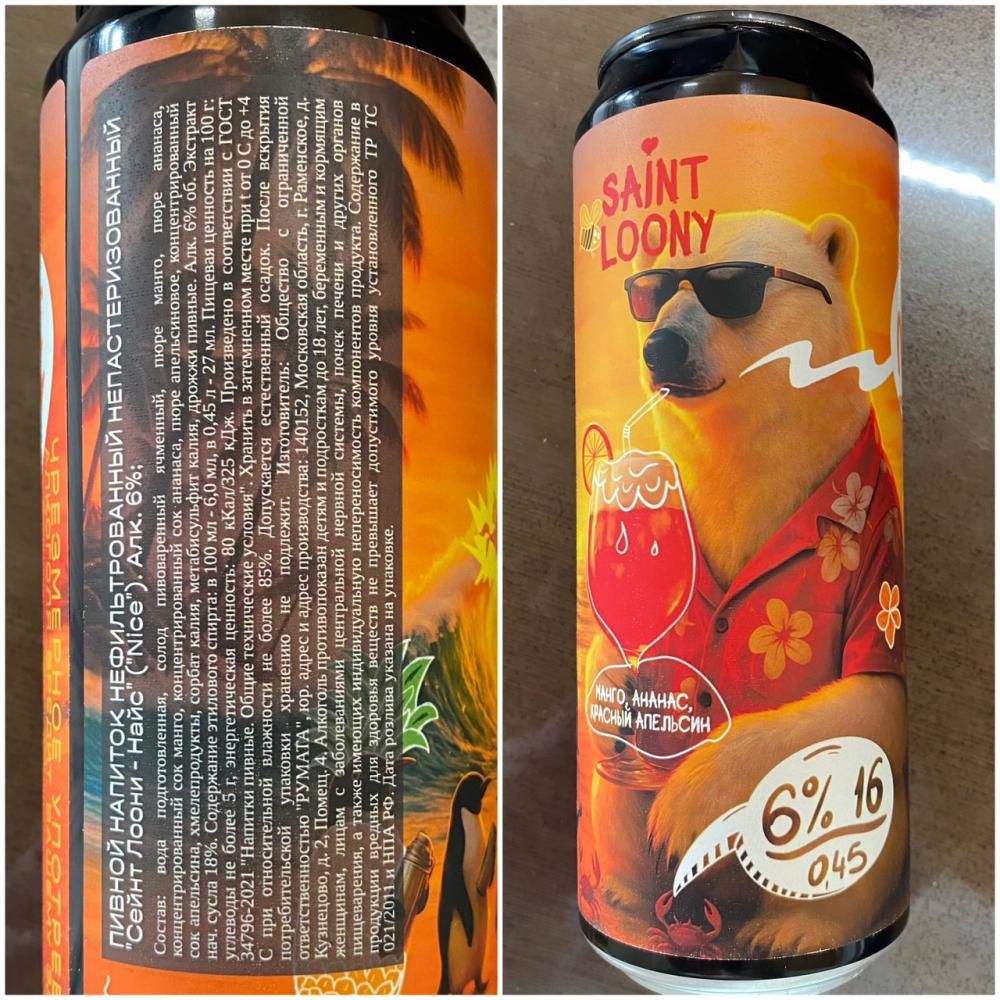 ПИВНОЙ НАПИТОК НЕФИЛЬТРОВАННЫЙ НЕПАСТЕРИЗОВАННЫЙ
"Сейнт Лоони - Найс" ("Nice"). Алк. 6%:
Состав: вода подготовленная, солод пивоваренный ячменный, пюре манго, пюре ананаса,
концентрированный сок манго, концентрированный сок ананаса, пюре апельсиновое, концентрированный
сок апельсина, хмелепродукты, сорбат калия, метабисульфит калия, дрожжи пивные. Алк. 6% об. Экстракт
нач. сусла 18%. Содержание этилового спирта: в 100 мл - 6,0 мл, в 0,45 л - 27 мл. Пищевая ценность на 100 г:
углеводы не более 5 г, энергетическая ценность: 80 кКал/325 кДж. Произведено в соответствии с ГОСТ
34796-2021 "Напитки пивные. Общие технические условия". Хранить в затемненном месте при t от 0 С до +4
С при относительной влажности не более 85%. Допускается естественный осадок. После вскрытия
потребительской упаковки хранению не подлежит. Изготовитель: Общество с ограниченной
ответственностью "РУМАГА", юр. адрес и адрес производства: 140152, Московская область, г. Раменское, д.
Кузнецово, д. 2, Помещ. 4. Алкоголь противопоказан детям и подросткам до 18 лет, беременным и кормящим
женщинам, лицам с заболеваниями центральной нервной системы, почек печени и других органов
пищеварения, а также имеющих индивидуальную непереносимость компонентов продукта. Содержание в
продукции вредных для здоровья веществ не превышает допустимого уровня установленного ТР ТС
021/2011 и НПА РФ. Дата розлива указана на упаковке.
ЧРЕЗМЕРНОЕ УПОТРЕБ
SAINT
LOONY
МАНГО, АНАНАС,
КРАСНЫЙ АПЕЛЬСИН
6% 16
0,45